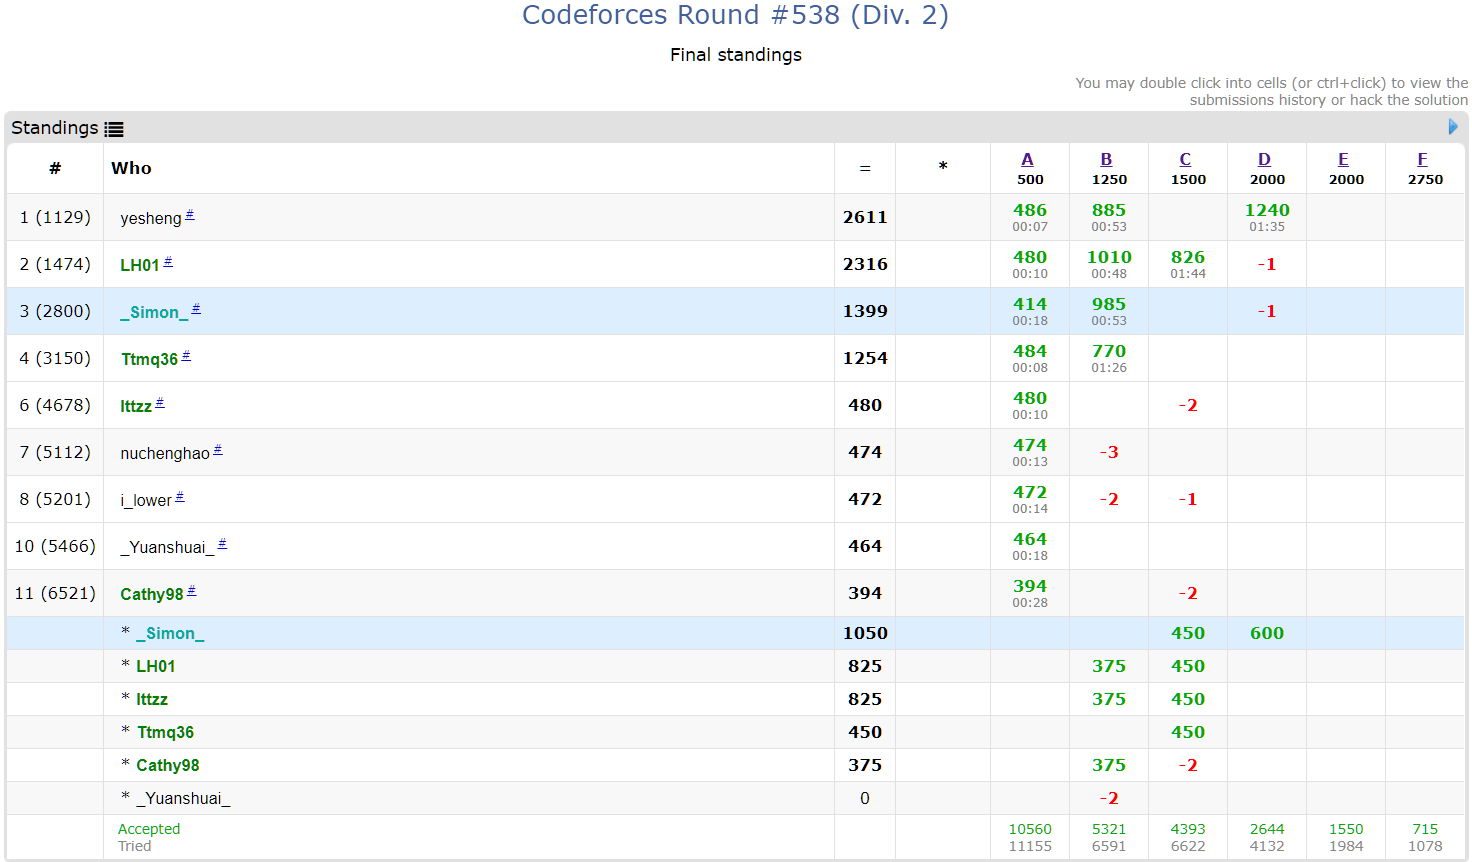 Codeforces Round #538 (Div. 2)
Final standings
You may double click into cells (or ctrl+click) to view the
submissions history or hack the solution
Standings
# Who = * A B C D E F
500 1250 1500 2000 2000 2750
1 (1129) yesheng # 2611 486 885 1240
00:07 00:53 01:35
2 (1474) LH01 # 2316 480 1010 826 -1
00:10 00:48 01:44
3 (2800) _Simon_ # 1399 414 985 -1
00:18 00:53
4 (3150) Ttmq36 # 1254 484 770
00:08 01:26
6 (4678) lttzz # 480 480 -2
00:10
7 (5112) nuchenghao # 474 474 -3
00:13
8 (5201) i_lower # 472 472 -2 -1
00:14
10 (5466) _Yuanshuai_ # 464 464
00:18
11 (6521) Cathy98 # 394 394 -2
00:28
* _Simon_ 1050 450 600
* LH01 825 375 450
* lttzz 825 375 450
* Ttmq36 450 450
* Cathy98 375 375 -2
* _Yuanshuai_ 0 -2
Accepted 10560 5321 4393 2644 1550 715
Tried 11155 6591 6622 4132 1984 1078